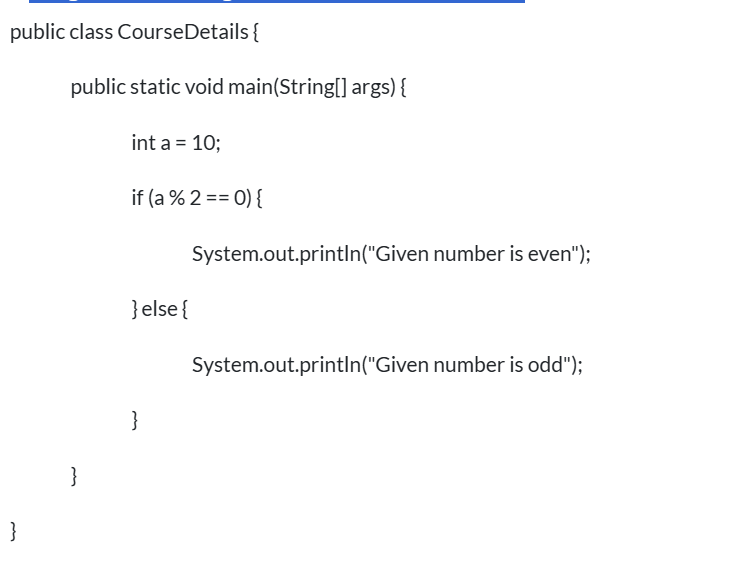 public class CourseDetails {
public static void main(String[] args) {
int a = 10;
if (a % 2 == 0) {
System.out.println("Given number is even");
} else {
System.out.println("Given number is odd");
}
}
}